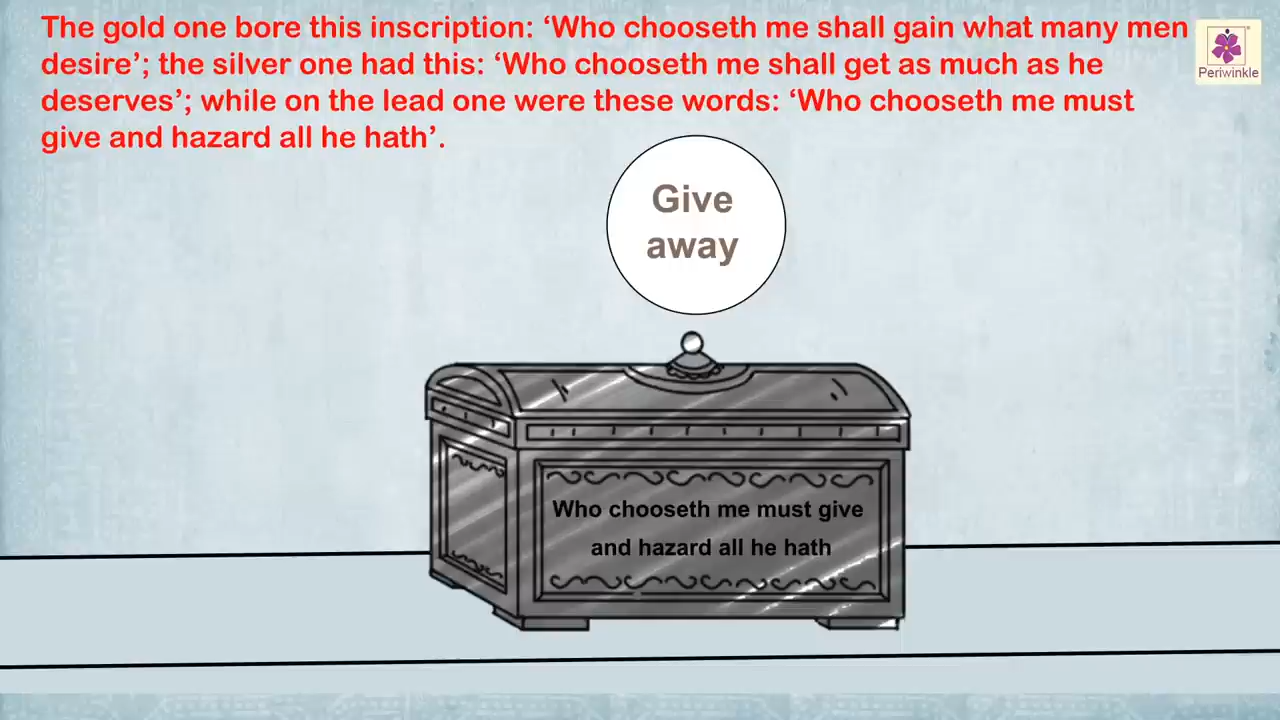 The gold one bore this inscription: ‘Who chooseth me shall gain what many men
desire’; the silver one had this: ‘Who chooseth me shall get as much as he
deserves’; while on the lead one were these words: ‘Who chooseth me must
give and hazard all he hath’.
Periwinkle
Give
away
Who chooseth me must give
and hazard all he hath